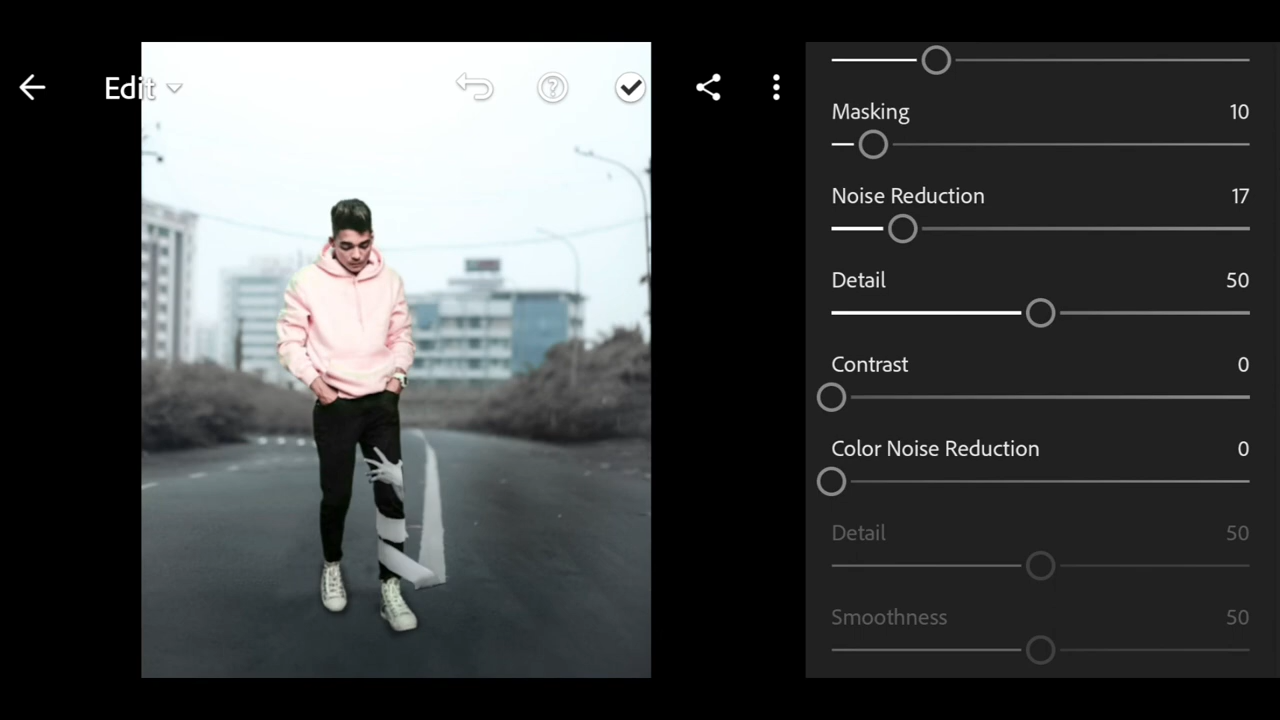 Edit
Masking 10
Noise Reduction 17
Detail 50
Contrast 0
Color Noise Reduction 0
Detail 50
Smoothness 50